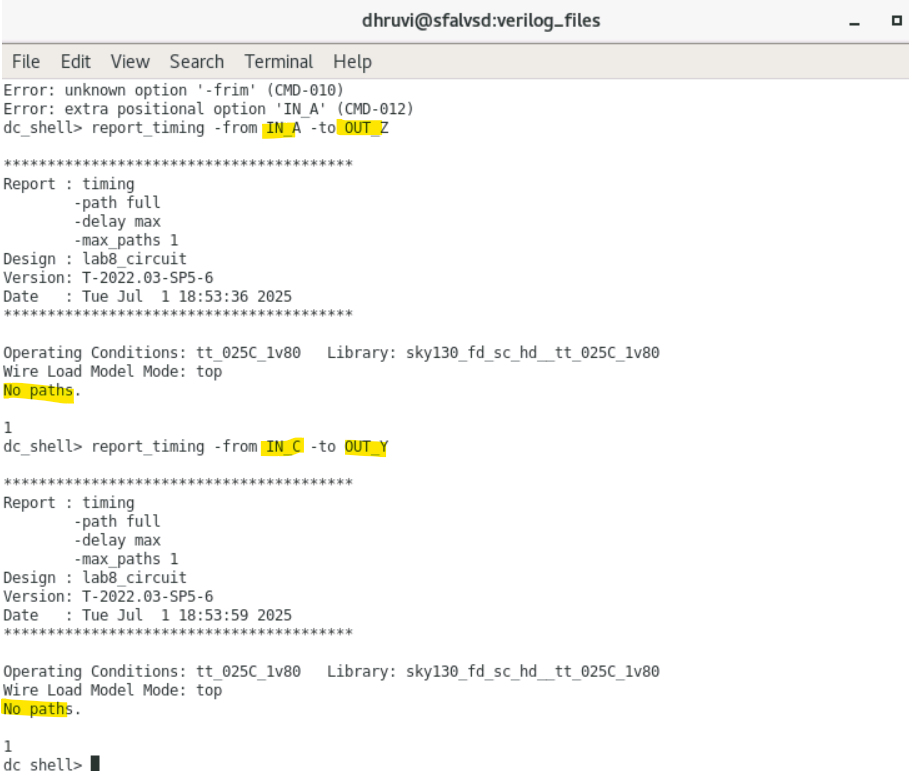 dhruvi@sfalvsd:verilog_files
File Edit View Search Terminal Help
Error: unknown option '-frim' (CMD-010)
Error: extra positional option 'IN_A' (CMD-012)
dc_shell> report_timing -from IN_A -to OUT_Z
****************************************
Report : timing
        -path full
        -delay max
        -max_paths 1
Design : lab8_circuit
Version: T-2022.03-SP5-6
Date   : Tue Jul  1 18:53:36 2025
****************************************
Operating Conditions: tt_025C_1v80   Library: sky130_fd_sc_hd__tt_025C_1v80
Wire Load Model Mode: top
No paths.
1
dc_shell> report_timing -from IN_C -to OUT_Y
****************************************
Report : timing
        -path full
        -delay max
        -max_paths 1
Design : lab8_circuit
Version: T-2022.03-SP5-6
Date   : Tue Jul  1 18:53:59 2025
****************************************
Operating Conditions: tt_025C_1v80   Library: sky130_fd_sc_hd__tt_025C_1v80
Wire Load Model Mode: top
No paths.
1
dc_shell>